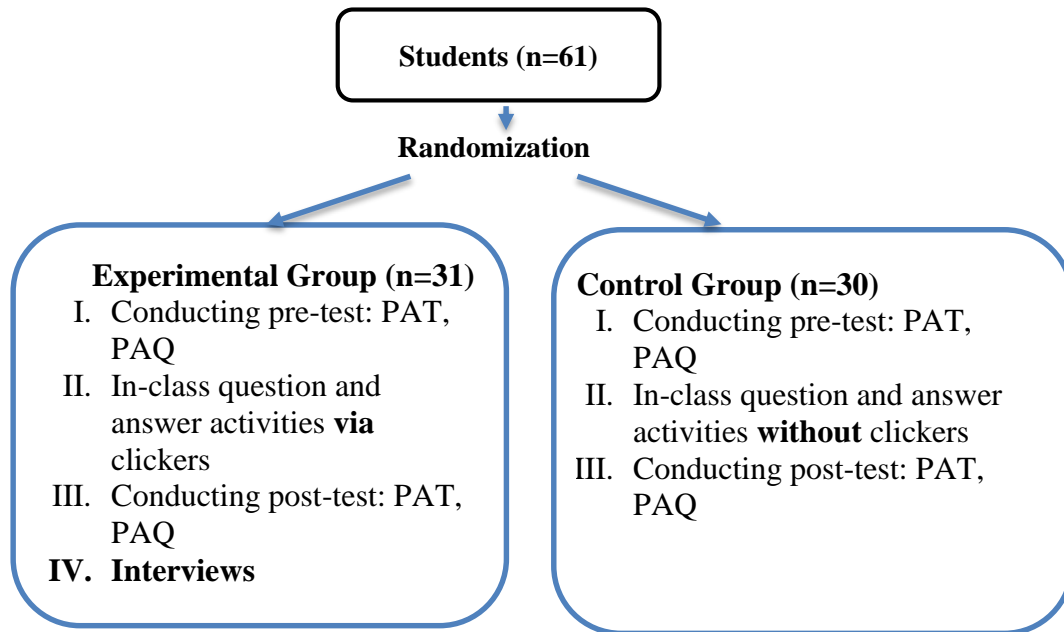 Students (n=61)
Randomization
Experimental Group (n=31)
I. Conducting pre-test: PAT,
PAQ
II. In-class question and
answer activities via
clickers
III. Conducting post-test: PAT,
PAQ
IV. Interviews
Control Group (n=30)
I. Conducting pre-test: PAT,
PAQ
II. In-class question and answer
activities without clickers
III. Conducting post-test: PAT,
PAQ